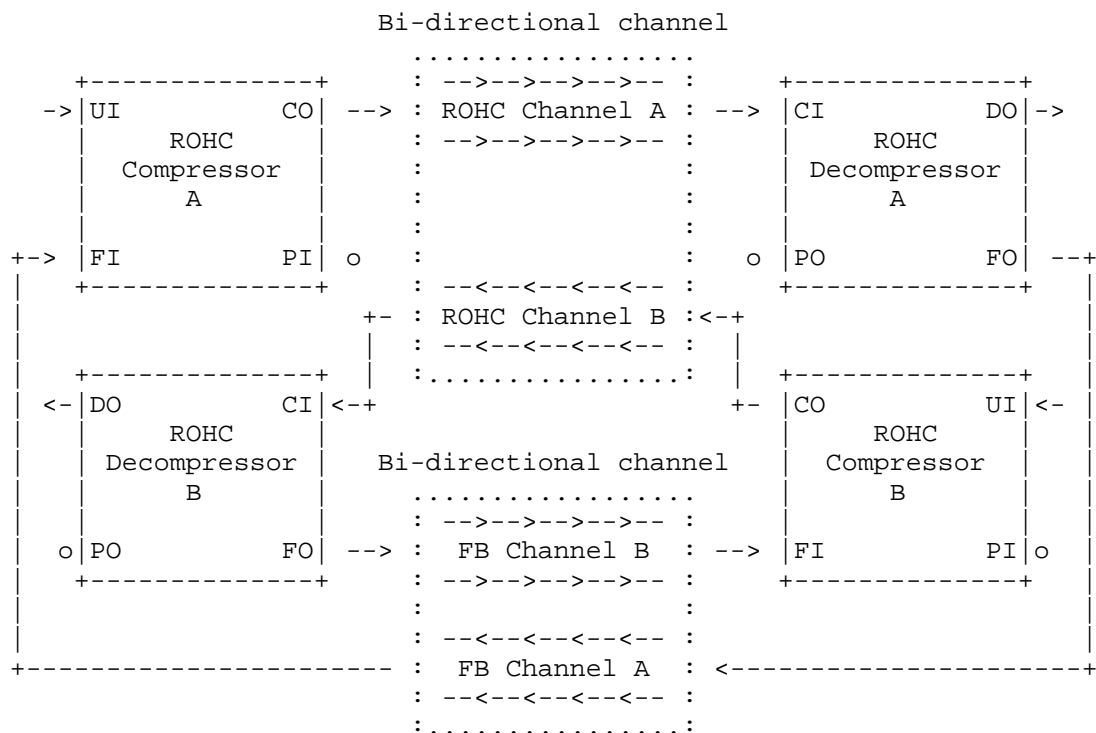 Bi-directional channel
..................
+--------------+ : -->-->-->-->-- : +--------------+
->|UI CO| --> : ROHC Channel A : --> |CI DO|->
| ROHC | : -->-->-->-->-- : | ROHC |
| Compressor | : : | Decompressor |
| A | : : | A |
| | : : | |
+-> |FI PI| o : : o |PO FO| --+
| +--------------+ : --<--<--<--<-- : +--------------+ |
| +- : ROHC Channel B :<-+ |
| | : --<--<--<--<-- : | |
| +--------------+ | :................: | +--------------+ |
| <-|DO CI|<-+ +- |CO UI|<- |
| | ROHC | | ROHC | |
| | Decompressor | Bi-directional channel | Compressor | |
| | B | .................. | B | |
| | | : -->-->-->-->-- : | | |
| o|PO FO| --> : FB Channel B : --> |FI PI|o |
| +--------------+ : -->-->-->-->-- : +--------------+ |
| : : |
| : --<--<--<--<-- : |
+------------------------ : FB Channel A : <-----------------------+
: --<--<--<--<-- :
:................: